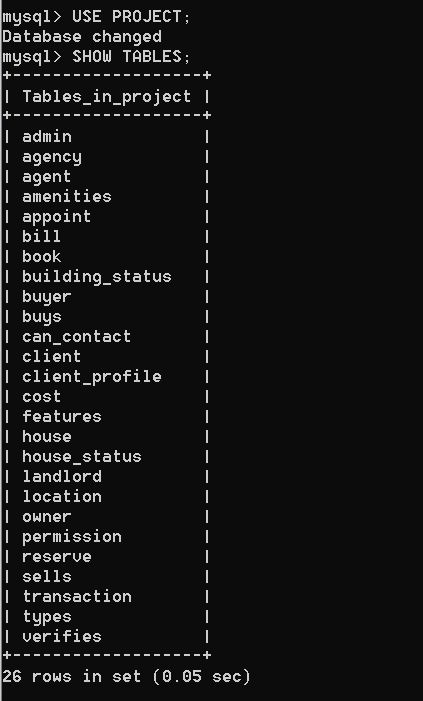 mysql> USE PROJECT;
Database changed
mysql> SHOW TABLES;
+-------------------+
| Tables_in_project |
+-------------------+
| admin             |
| agency            |
| agent             |
| amenities         |
| appoint           |
| bill              |
| book              |
| building_status   |
| buyer             |
| buys              |
| can_contact       |
| client            |
| client_profile    |
| cost              |
| features          |
| house             |
| house_status      |
| landlord          |
| location          |
| owner             |
| permission        |
| reserve           |
| sells             |
| transaction       |
| types             |
| verifies          |
+-------------------+
26 rows in set (0.05 sec)